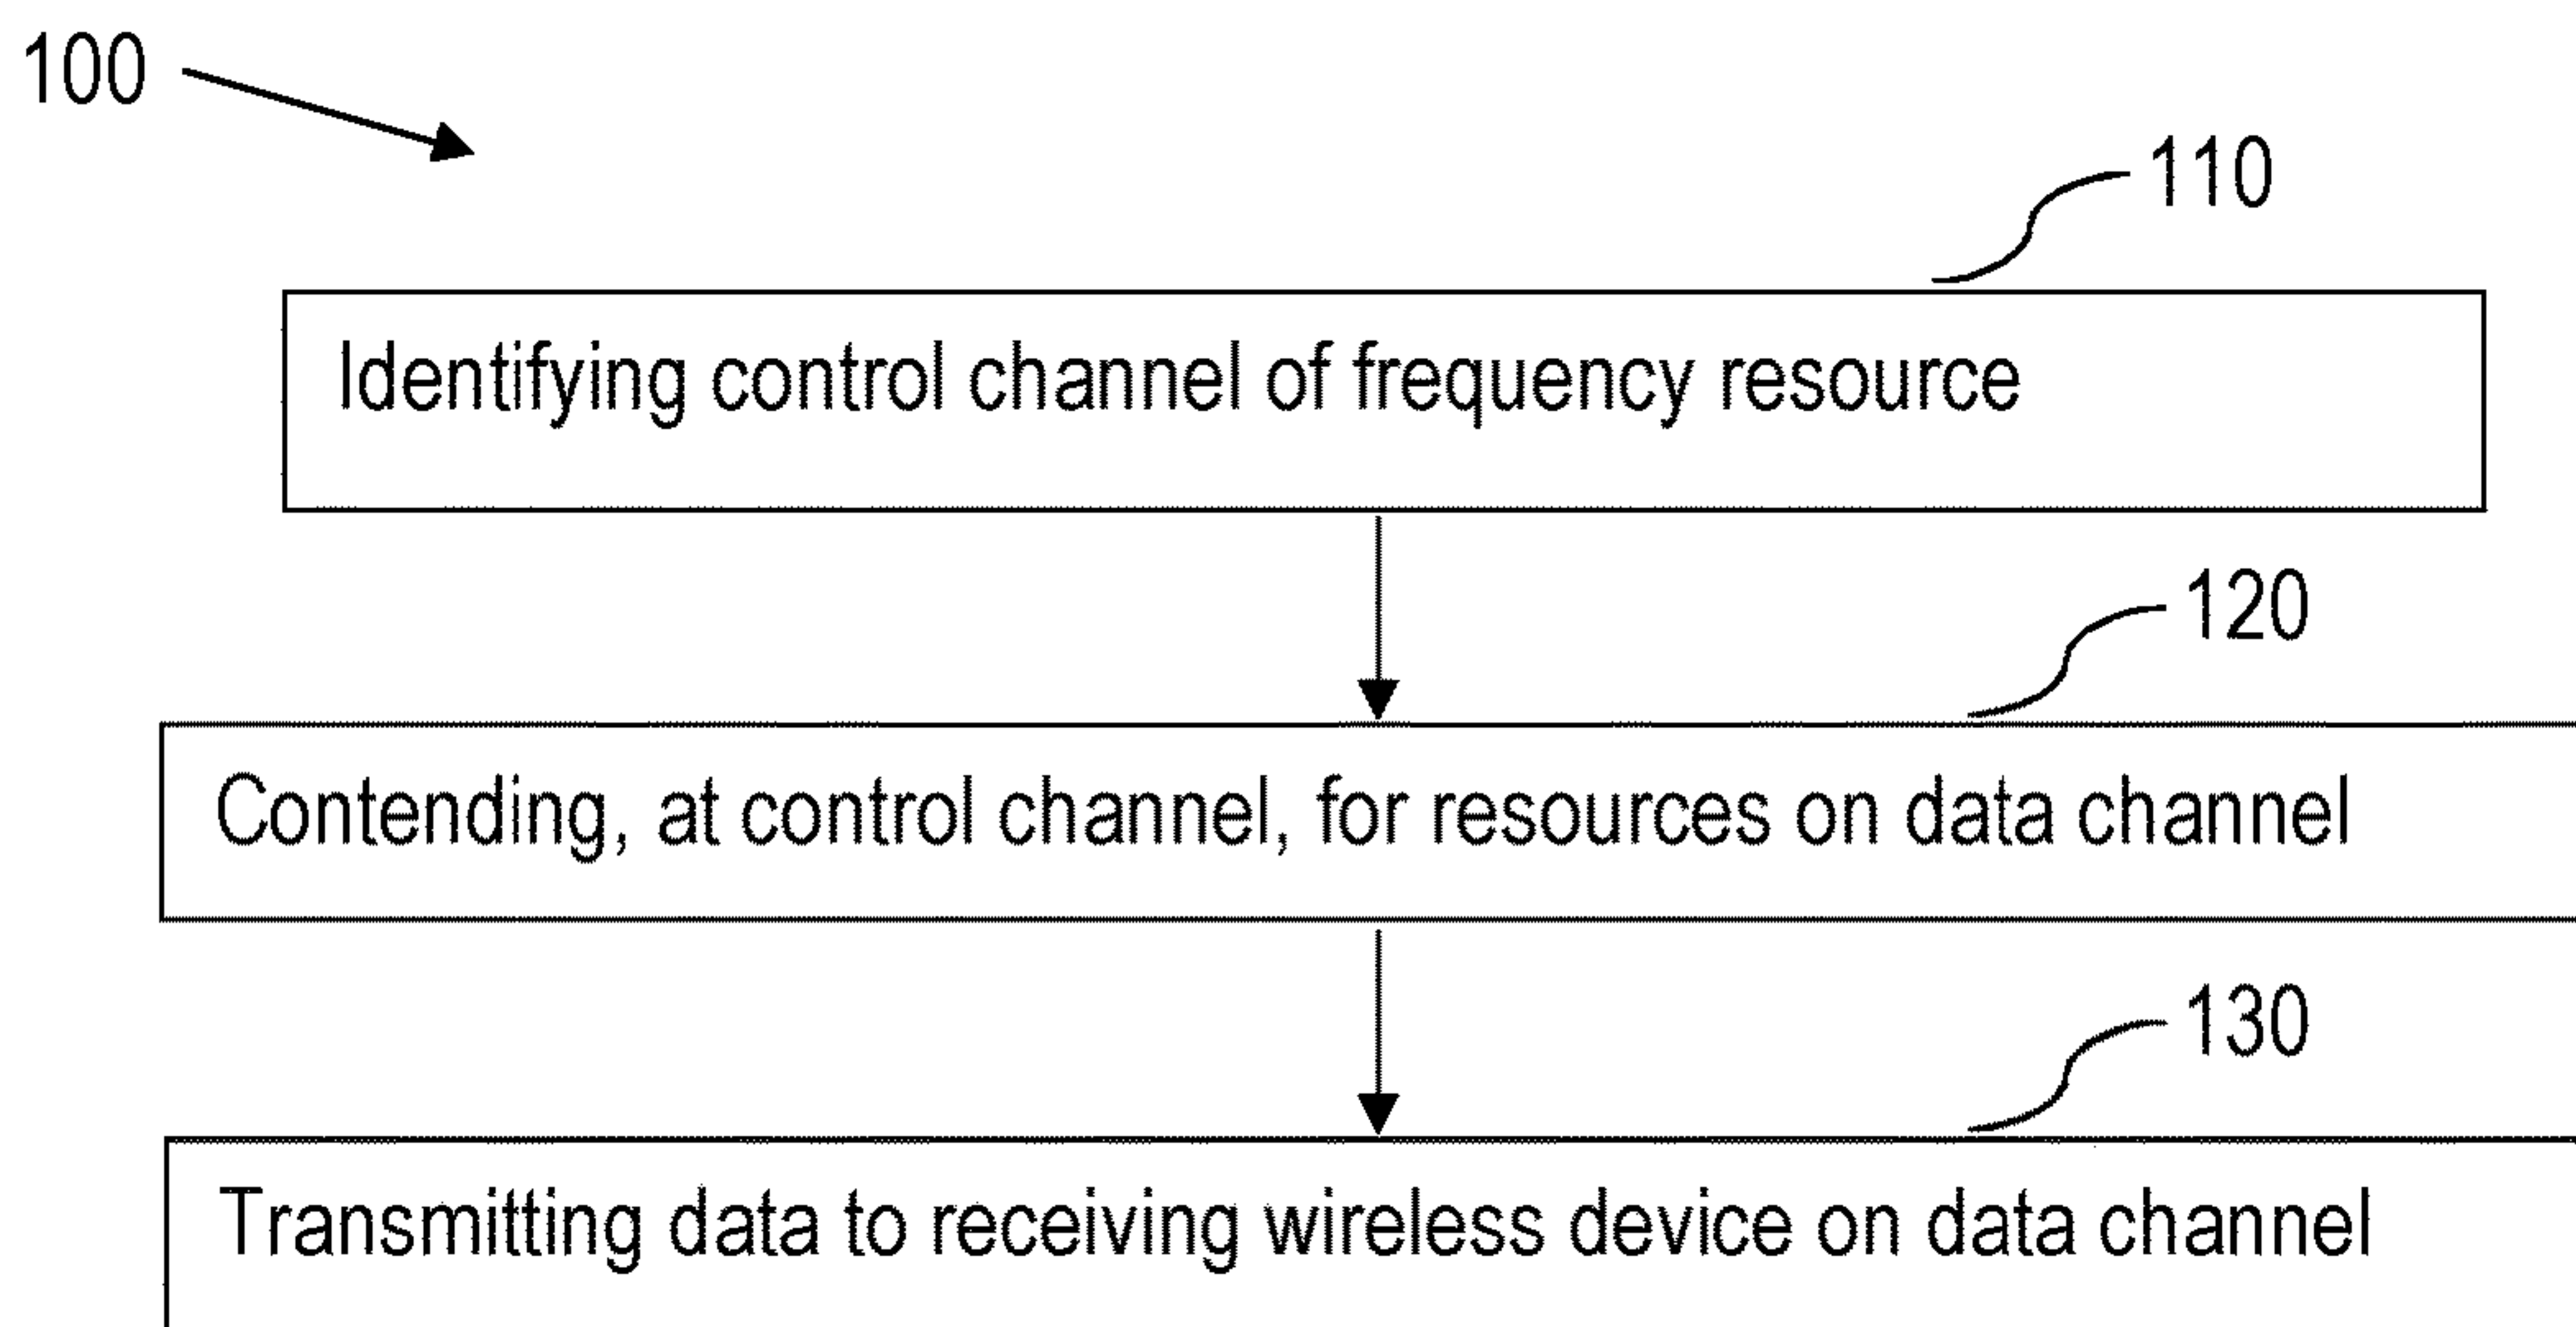 100
110
Identifying control channel of frequency resource
120
Contending, at control channel, for resources on data channel
130
Transmitting data to receiving wireless device on data channel